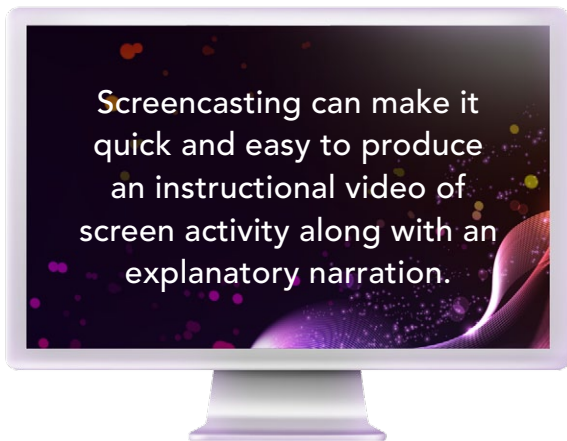 Screencasting can make it
quick and easy to produce
an instructional video of
screen activity along with an
explanatory narration.